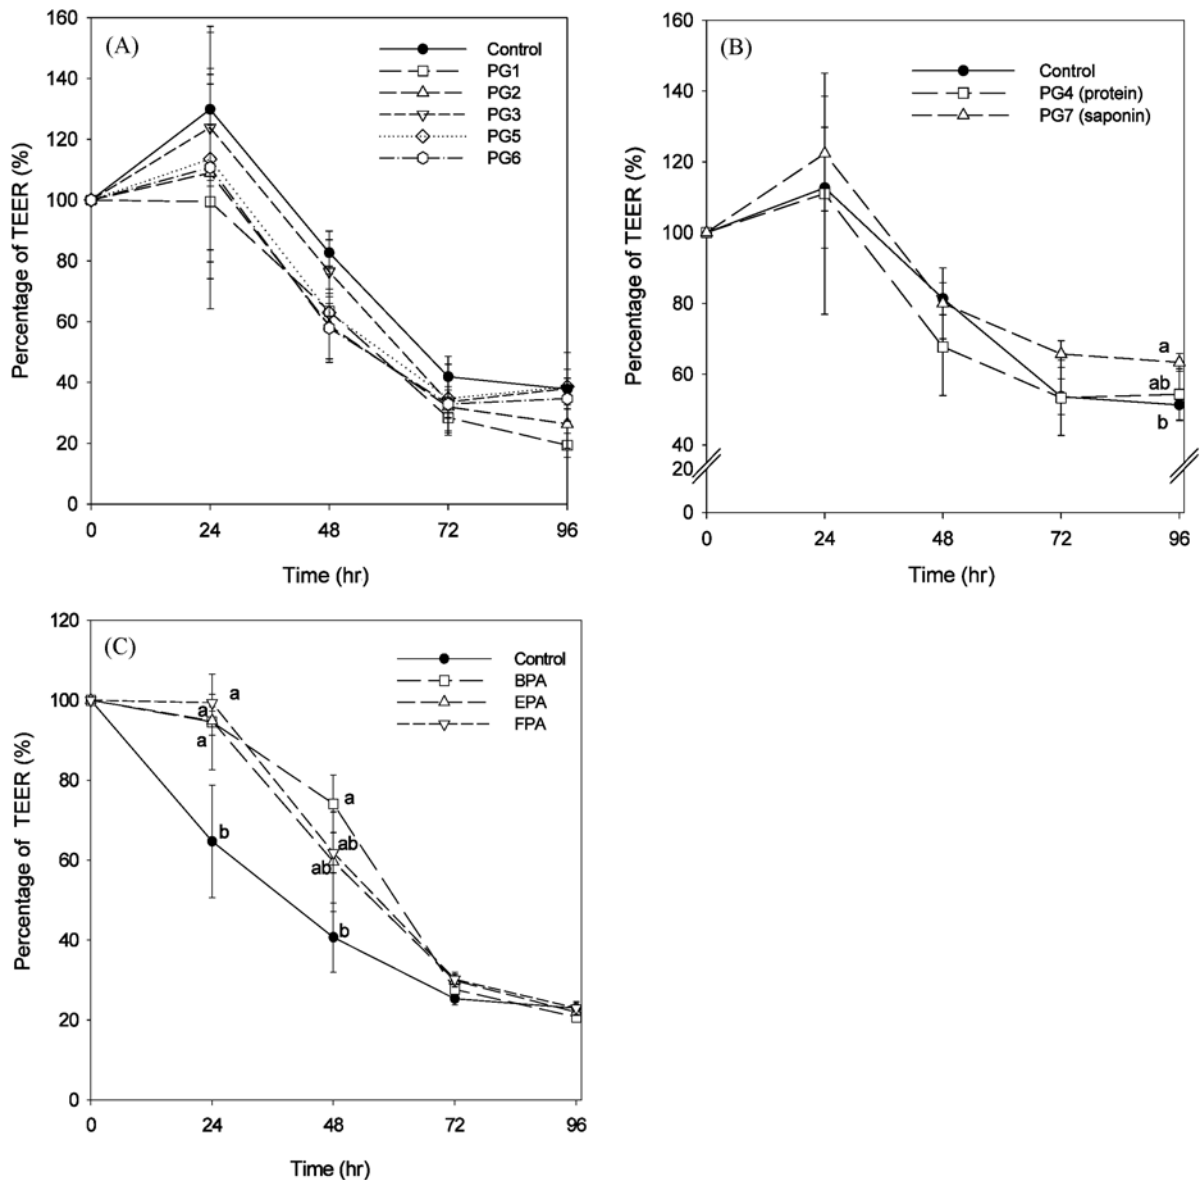 (A)
Control
PG1
PG2
PG3
PG5
PG6
Percentage of TEER (%)
160
140
120
100
80
60
40
20
0
0 24 48 72 96
Time (hr)
(B)
Control
PG4 (protein)
PG7 (saponin)
Percentage of TEER (%)
160
140
120
100
80
60
40
20
0
a
ab
b
0 24 48 72 96
Time (hr)
(C)
Control
BPA
EPA
FPA
Percentage of TEER (%)
120
100
80
60
40
20
0
a
a
a
b
a
ab
ab
b
0 24 48 72 96
Time (hr)